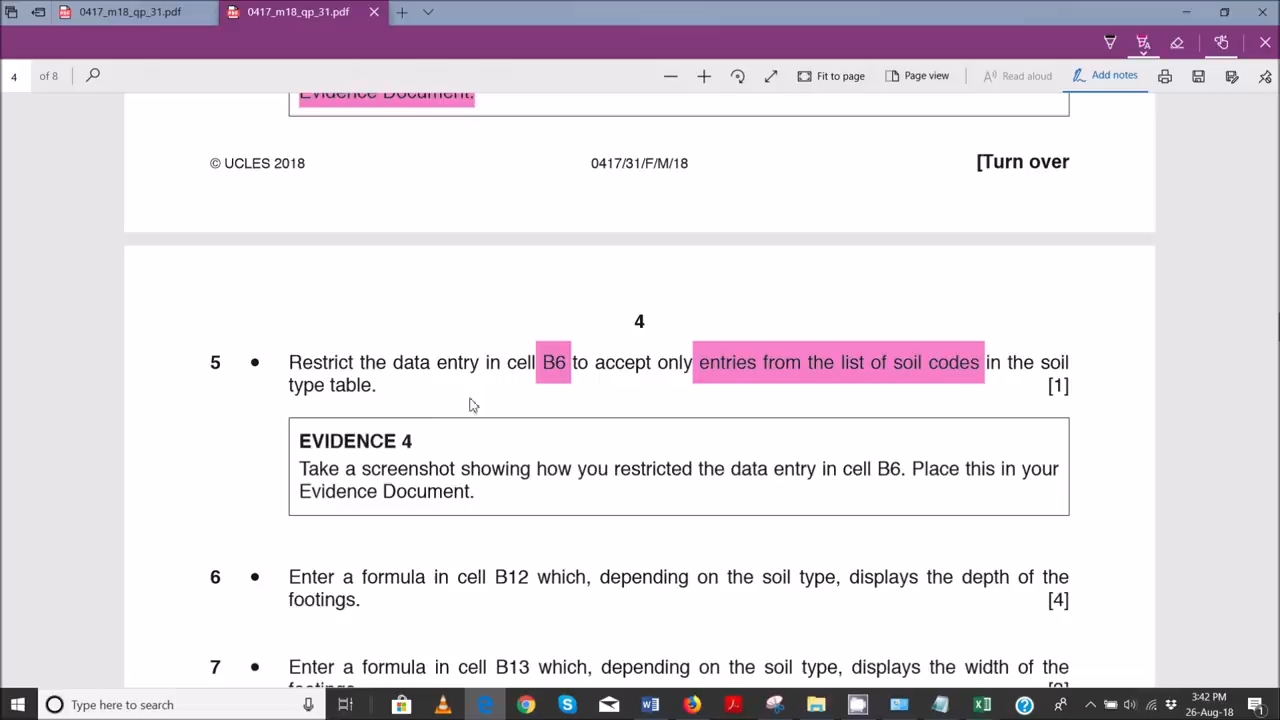 0417_m18_qp_31.pdf
0417_m18_qp_31.pdf
4 of 8
Fit to page
Page view
Read aloud
Add notes
Evidence Document.
© UCLES 2018
0417/31/F/M/18
[Turn over
4
5 • Restrict the data entry in cell B6 to accept only entries from the list of soil codes in the soil
type table. [1]
EVIDENCE 4
Take a screenshot showing how you restricted the data entry in cell B6. Place this in your
Evidence Document.
6 • Enter a formula in cell B12 which, depending on the soil type, displays the depth of the
footings. [4]
7 • Enter a formula in cell B13 which, depending on the soil type, displays the width of the
footings.
Type here to search
3:42 PM
26-Aug-18